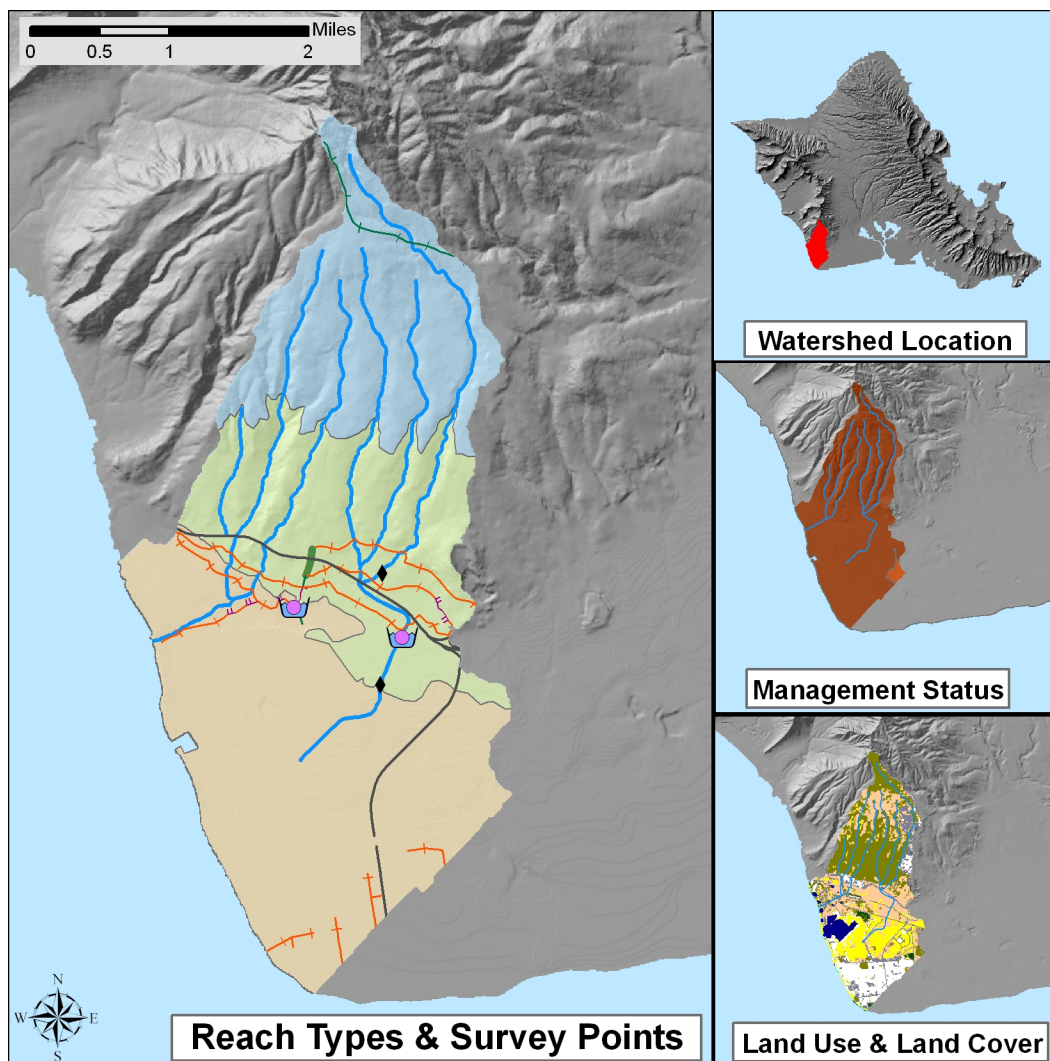 Miles
0 0.5 1 2
Watershed Location
Management Status
N
W E
S
Reach Types & Survey Points
Land Use & Land Cover